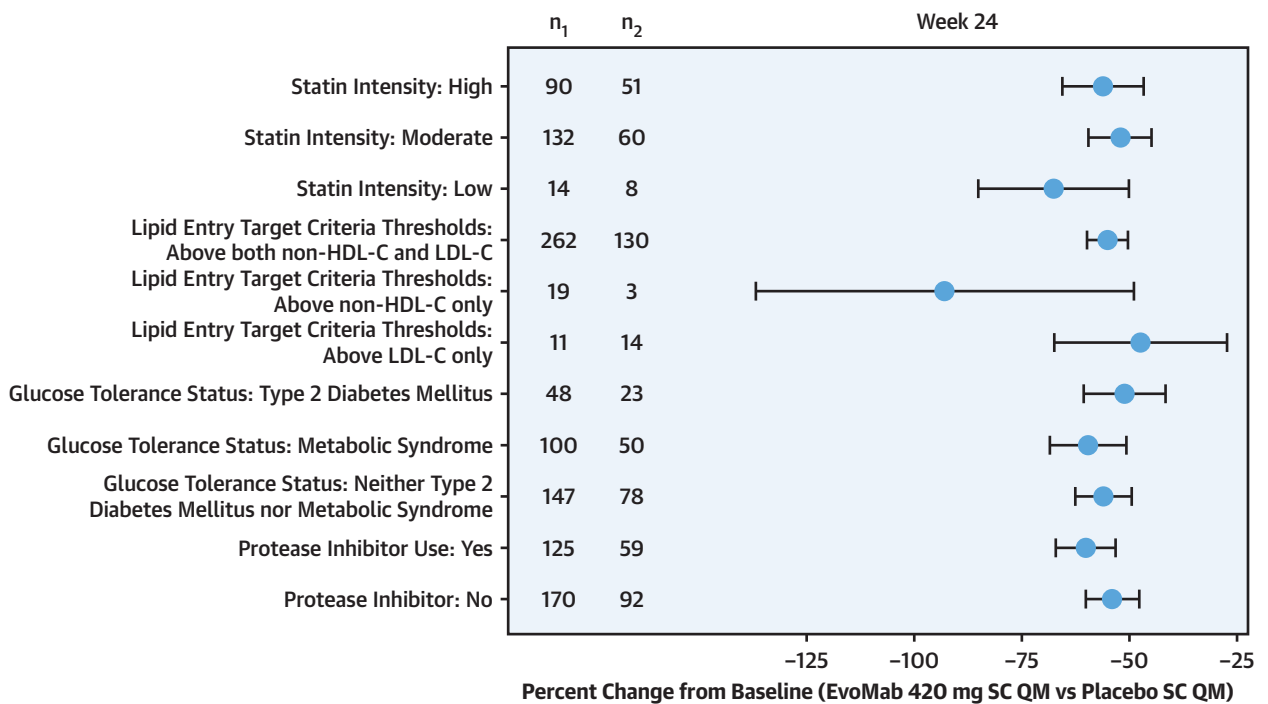 n1 n2 Week 24
Statin Intensity: High 90 51
Statin Intensity: Moderate 132 60
Statin Intensity: Low 14 8
Lipid Entry Target Criteria Thresholds:
Above both non-HDL-C and LDL-C 262 130
Lipid Entry Target Criteria Thresholds:
Above non-HDL-C only 19 3
Lipid Entry Target Criteria Thresholds:
Above LDL-C only 11 14
Glucose Tolerance Status: Type 2 Diabetes Mellitus 48 23
Glucose Tolerance Status: Metabolic Syndrome 100 50
Glucose Tolerance Status: Neither Type 2
Diabetes Mellitus nor Metabolic Syndrome 147 78
Protease Inhibitor Use: Yes 125 59
Protease Inhibitor: No 170 92
–125 –100 –75 –50 –25
Percent Change from Baseline (EvoMab 420 mg SC QM vs Placebo SC QM)